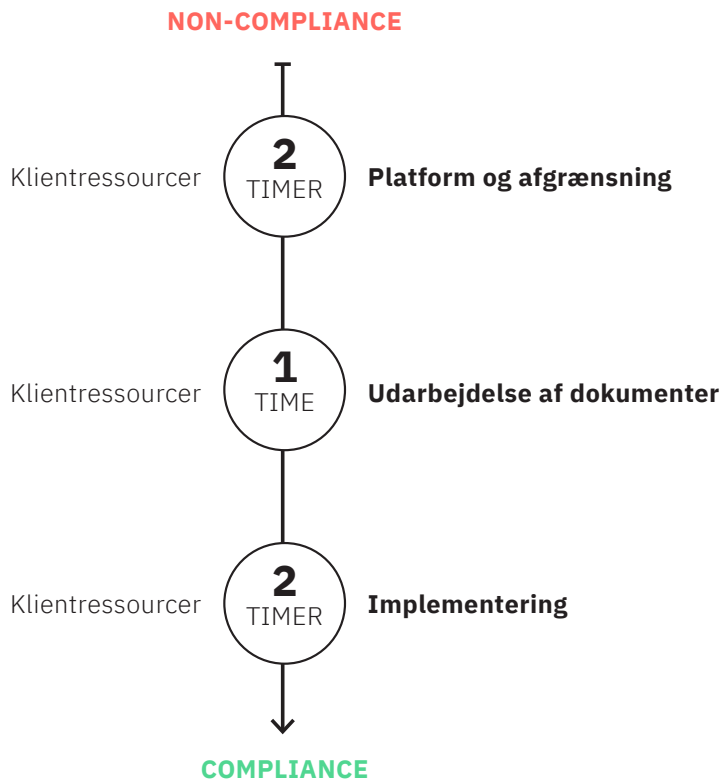 NON-COMPLIANCE
Klientressourcer
2
TIMER
Platform og afgrænsning
Klientressourcer
1
TIME
Udarbejdelse af dokumenter
Klientressourcer
2
TIMER
Implementering
COMPLIANCE